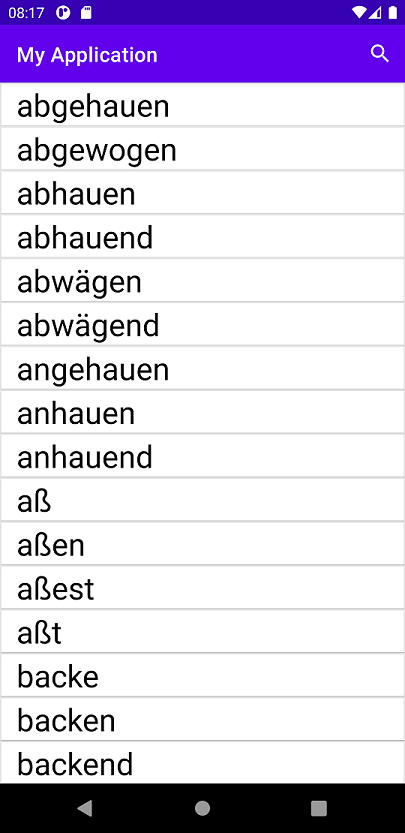 08:17
My Application
abgehauen
abgewogen
abhauen
abhauend
abwägen
abwägend
angehauen
anhauen
anhauend
aß
aßen
aßest
aßt
backe
backen
backend